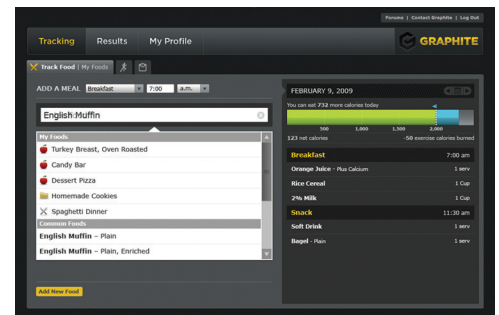 Forums | Contact Graphite | Log Out
Tracking Results My Profile
GRAPHITE
Track Food | My Foods
ADD A MEAL Breakfast 7:00 a.m.
English Muffin
My Foods
Turkey Breast, Oven Roasted
Candy Bar
Dessert Pizza
Homemade Cookies
Spaghetti Dinner
Common Foods
English Muffin – Plain
English Muffin – Plain, Enriched
Add New Food
FEBRUARY 9, 2009
You can eat 732 more calories today
500 1,000 1,500 2,000
123 net calories -50 exercise calories burned
Breakfast 7:00 am
Orange Juice - Plus Calcium 1 serv
Rice Cereal 1 Cup
2% Milk 1 Cup
Snack 11:30 am
Soft Drink 1 serv
Bagel - Plain 1 serv